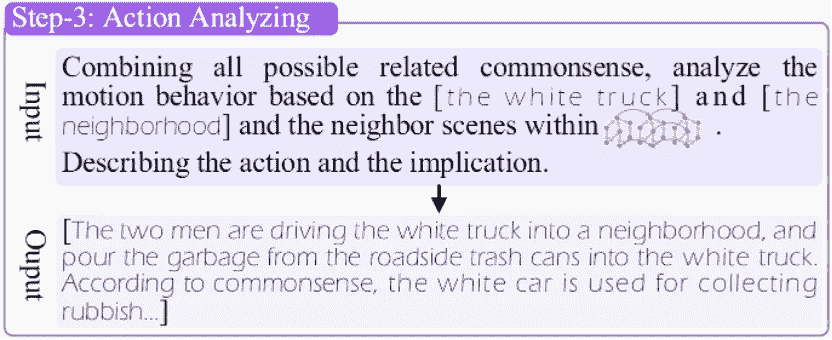 Step-3: Action Analyzing
Input
Combining all possible related commonsense, analyze the
motion behavior based on the [the white truck] and [the
neighborhood] and the neighbor scenes within .
Describing the action and the implication.
Ouput
[The two men are driving the white truck into a neighborhood, and
pour the garbage from the roadside trash cans into the white truck.
According to commonsense, the white car is used for collecting
rubbish...]